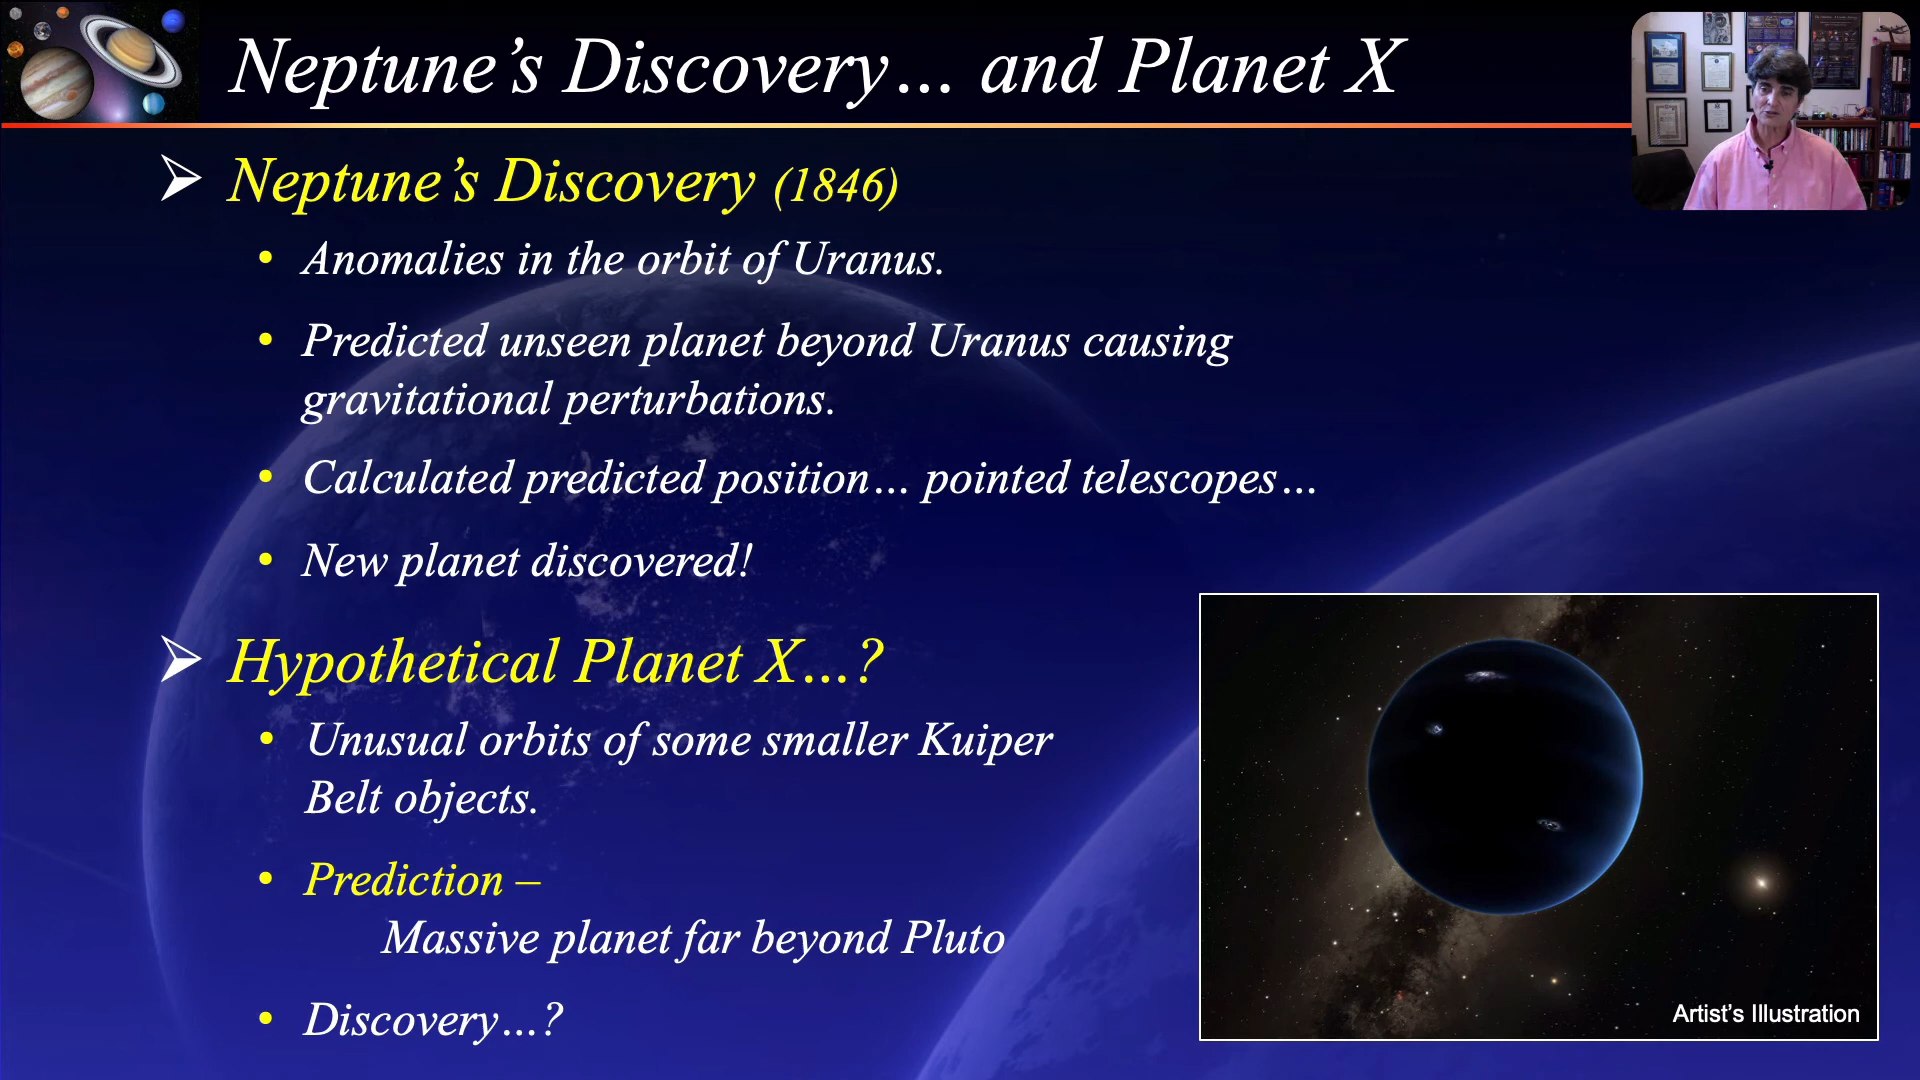 Neptune’s Discovery… and Planet X
➢ Neptune’s Discovery (1846)
• Anomalies in the orbit of Uranus.
• Predicted unseen planet beyond Uranus causing
gravitational perturbations.
• Calculated predicted position… pointed telescopes…
• New planet discovered!
➢ Hypothetical Planet X…?
• Unusual orbits of some smaller Kuiper
Belt objects.
• Prediction –
Massive planet far beyond Pluto
• Discovery…?
Artist’s Illustration